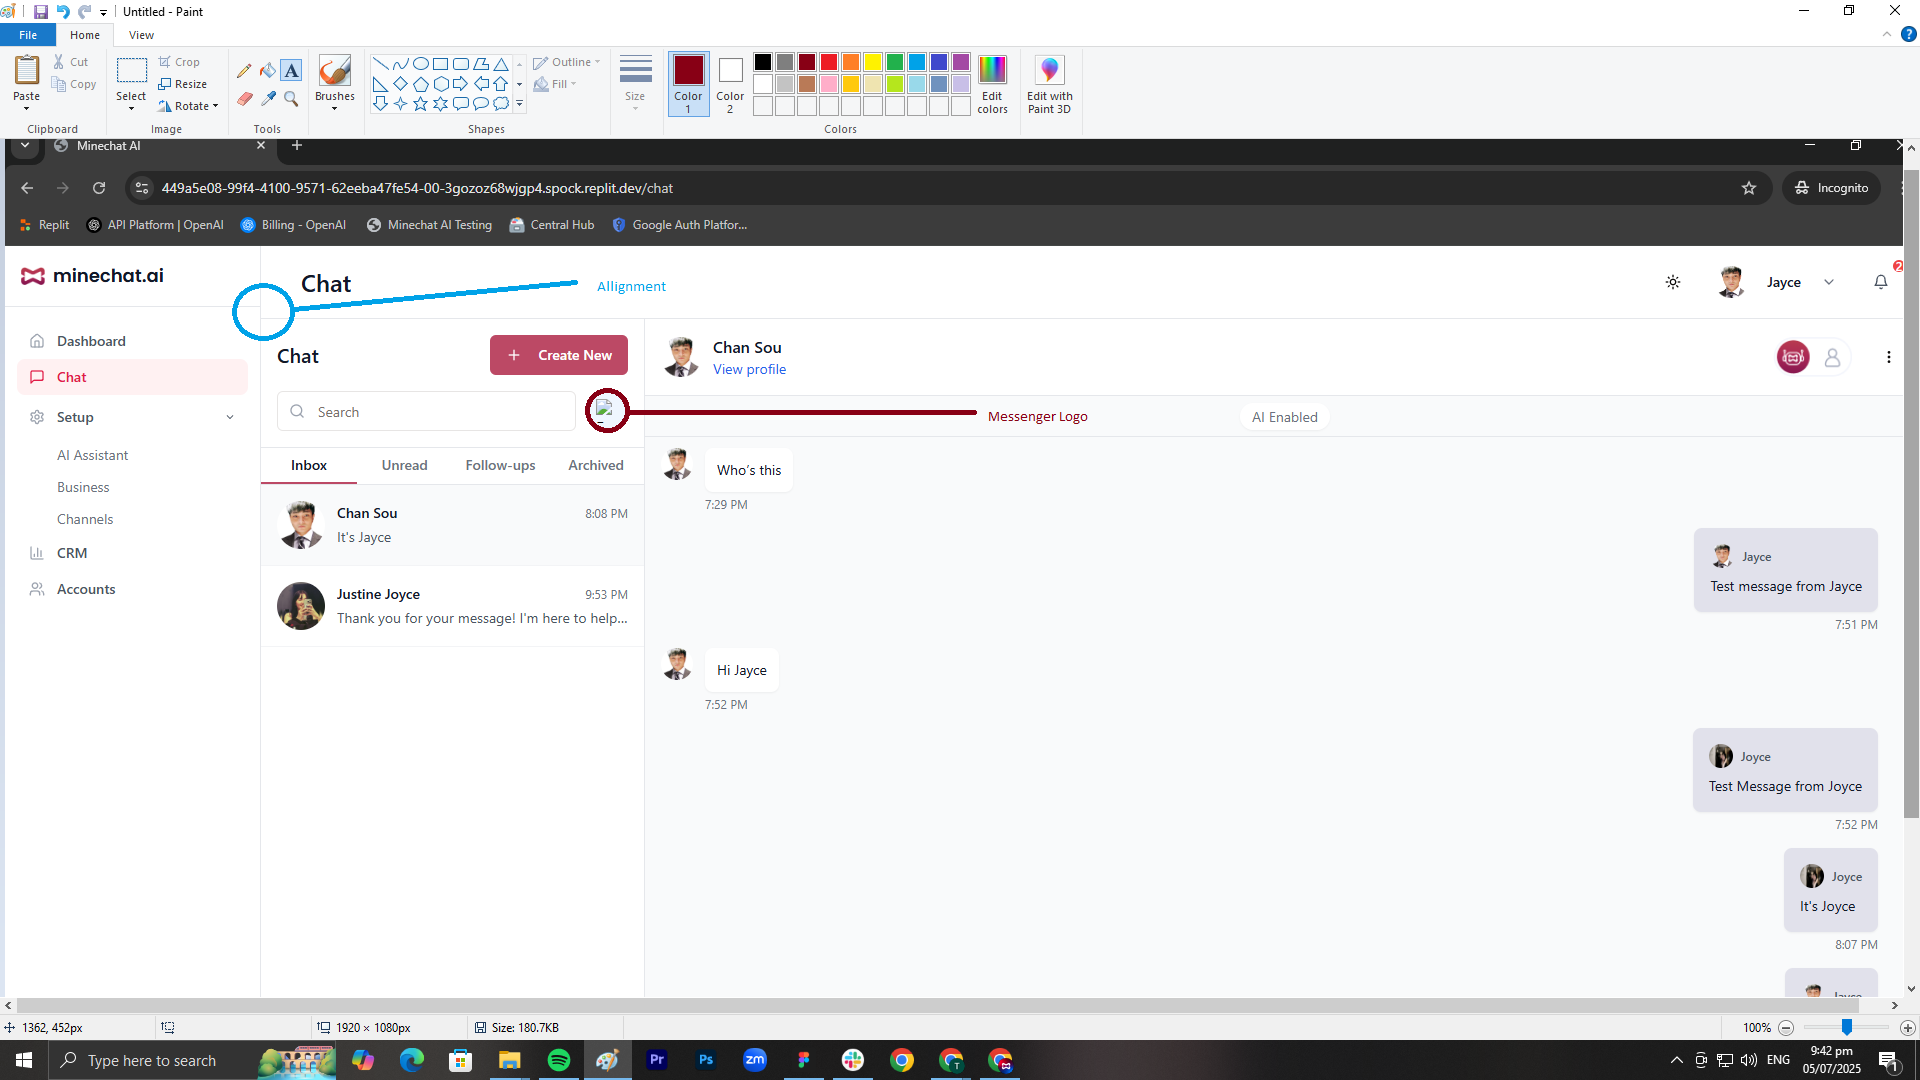 Untitled - Paint
File
Home
View
Paste
Cut
Copy
Select
Crop
Resize
Rotate
A
Brushes
Outline
Fill
Size
Color 1
Color 2
Edit colors
Edit with Paint 3D
Clipboard
Image
Tools
Shapes
Colors
Minechat AI
449a5e08-99f4-4100-9571-62eeba47fe54-00-3gozoz68wjgp4.spock.replit.dev/chat
Incognito
Replit
API Platform | OpenAI
Billing - OpenAI
Minechat AI Testing
Central Hub
Google Auth Platfor...
minechat.ai
Chat
Allignment
Jayce
2
Dashboard
Chat
Setup
AI Assistant
Business
Channels
CRM
Accounts
Chat
+ Create New
Search
Messenger Logo
Inbox
Unread
Follow-ups
Archived
Chan Sou
8:08 PM
It's Jayce
Justine Joyce
9:53 PM
Thank you for your message! I'm here to help...
Chan Sou
View profile
AI Enabled
Who's this
7:29 PM
Jayce
Test message from Jayce
7:51 PM
Hi Jayce
7:52 PM
Joyce
Test Message from Joyce
7:52 PM
Joyce
It's Joyce
8:07 PM
1362, 452px
1920 × 1080px
Size: 180.7KB
100%
Type here to search
Pr
Ps
zm
T
ENG
9:42 pm
05/07/2025
1